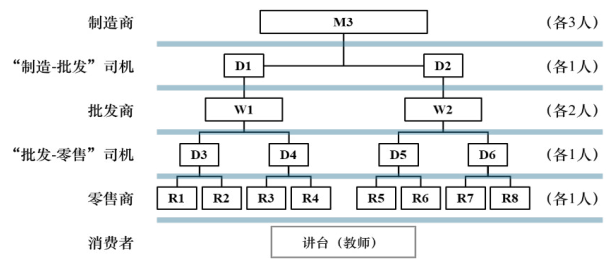 制造商 M3 (各3人)
“制造-批发”司机 D1 D2 (各1人)
批发商 W1 W2 (各2人)
“批发-零售”司机 D3 D4 D5 D6 (各1人)
零售商 R1 R2 R3 R4 R5 R6 R7 R8 (各1人)
消费者 讲台（教师）